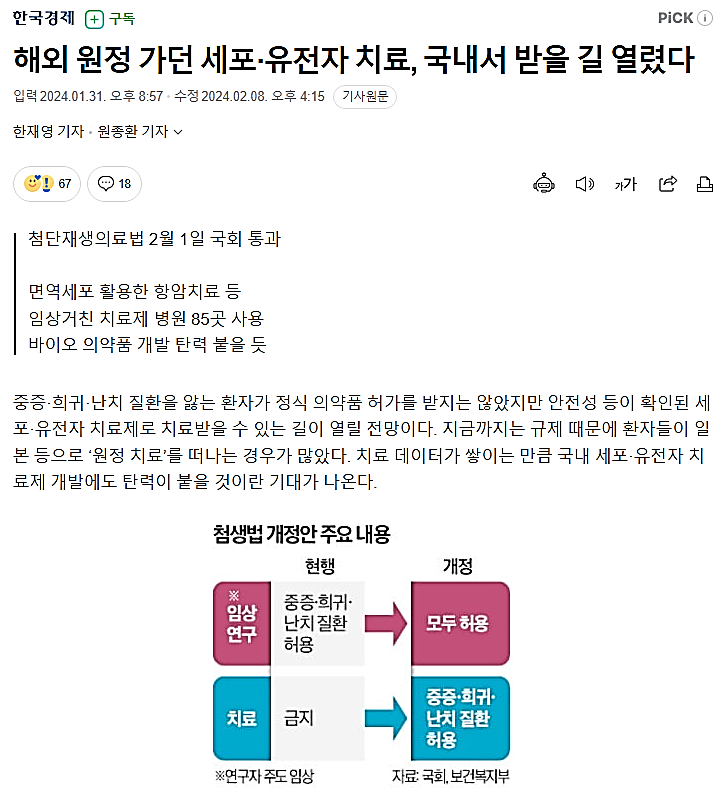 한국경제 구독 PiCK
해외 원정 가던 세포·유전자 치료, 국내서 받을 길 열렸다
입력 2024.01.31. 오후 8:57 · 수정 2024.02.08. 오후 4:15 기사원문
한재영 기자 · 원종환 기자
67 18 가가
첨단재생의료법 2월 1일 국회 통과
면역세포 활용한 항암치료 등
임상거친 치료제 병원 85곳 사용
바이오 의약품 개발 탄력 붙을 듯
중증·희귀·난치 질환을 앓는 환자가 정식 의약품 허가를 받지는 않았지만 안전성 등이 확인된 세
포·유전자 치료제로 치료받을 수 있는 길이 열릴 전망이다. 지금까지는 규제 때문에 환자들이 일
본 등으로 ‘원정 치료’를 떠나는 경우가 많았다. 치료 데이터가 쌓이는 만큼 국내 세포·유전자 치
료제 개발에도 탄력이 붙을 것이란 기대가 나온다.
첨생법 개정안 주요 내용
현행 개정
※
임상
연구
중증·희귀·
난치 질환
허용
모두 허용
치료
금지
중증·희귀·
난치 질환
허용
※연구자 주도 임상 자료: 국회, 보건복지부